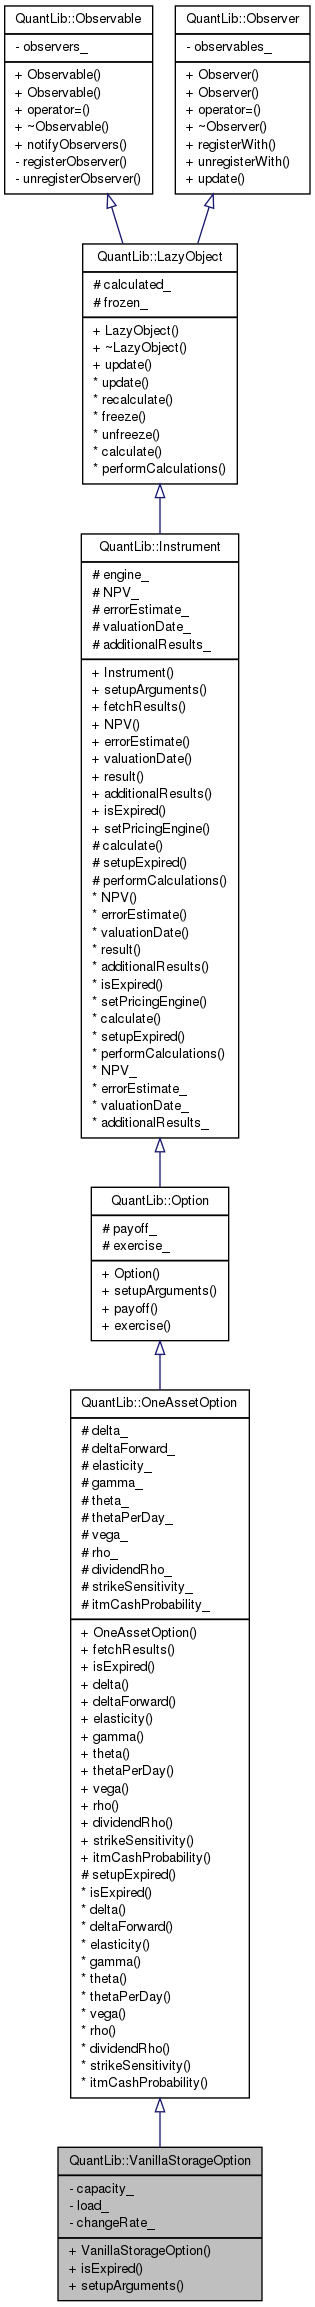 QuantLib::Observable
- observers_
+ Observable()
+ Observable()
+ operator=()
+ ~Observable()
+ notifyObservers()
- registerObserver()
- unregisterObserver()
QuantLib::Observer
- observables_
+ Observer()
+ Observer()
+ operator=()
+ ~Observer()
+ registerWith()
+ unregisterWith()
+ update()
QuantLib::LazyObject
# calculated_
# frozen_
+ LazyObject()
+ ~LazyObject()
+ update()
* update()
* recalculate()
* freeze()
* unfreeze()
* calculate()
* performCalculations()
QuantLib::Instrument
# engine_
# NPV_
# errorEstimate_
# valuationDate_
# additionalResults_
+ Instrument()
+ setupArguments()
+ fetchResults()
+ NPV()
+ errorEstimate()
+ valuationDate()
+ result()
+ additionalResults()
+ isExpired()
+ setPricingEngine()
# calculate()
# setupExpired()
# performCalculations()
* NPV()
* errorEstimate()
* valuationDate()
* result()
* additionalResults()
* isExpired()
* setPricingEngine()
* calculate()
* setupExpired()
* performCalculations()
* NPV_
* errorEstimate_
* valuationDate_
* additionalResults_
QuantLib::Option
# payoff_
# exercise_
+ Option()
+ setupArguments()
+ payoff()
+ exercise()
QuantLib::OneAssetOption
# delta_
# deltaForward_
# elasticity_
# gamma_
# theta_
# thetaPerDay_
# vega_
# rho_
# dividendRho_
# strikeSensitivity_
# itmCashProbability_
+ OneAssetOption()
+ fetchResults()
+ isExpired()
+ delta()
+ deltaForward()
+ elasticity()
+ gamma()
+ theta()
+ thetaPerDay()
+ vega()
+ rho()
+ dividendRho()
+ strikeSensitivity()
+ itmCashProbability()
# setupExpired()
* isExpired()
* delta()
* deltaForward()
* elasticity()
* gamma()
* theta()
* thetaPerDay()
* vega()
* rho()
* dividendRho()
* strikeSensitivity()
* itmCashProbability()
QuantLib::VanillaStorageOption
- capacity_
- load_
- changeRate_
+ VanillaStorageOption()
+ isExpired()
+ setupArguments()